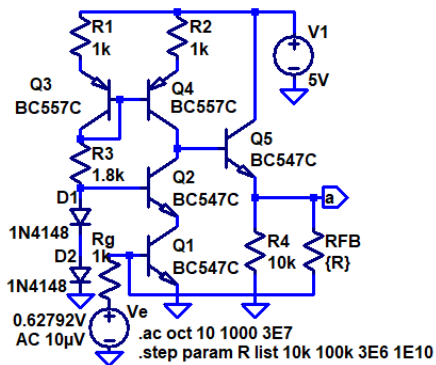 R1
1k
R2
1k
V1
5V
Q3
BC557C
Q4
BC557C
Q5
BC547C
R3
1.8k
D1
1N4148
Q2
BC547C
a
R4
10k
RFB
{R}
D2
1N4148
Rg
1k
Q1
BC547C
0.62792V
AC 10µV
Ve
.ac oct 10 1000 3E7
.step param R list 10k 100k 3E6 1E10